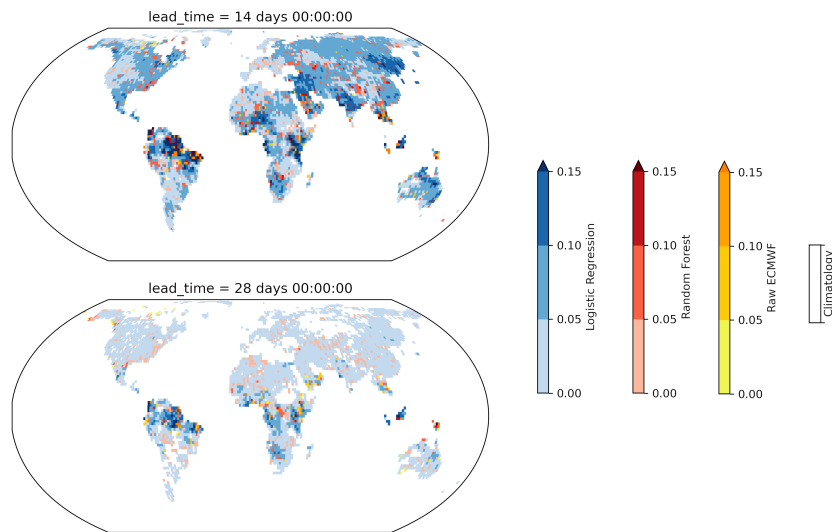 lead_time = 14 days 00:00:00
lead_time = 28 days 00:00:00
0.15
0.10
0.05
0.00
Logistic Regression
0.15
0.10
0.05
0.00
Random Forest
0.15
0.10
0.05
0.00
Raw ECMWF
Climatology